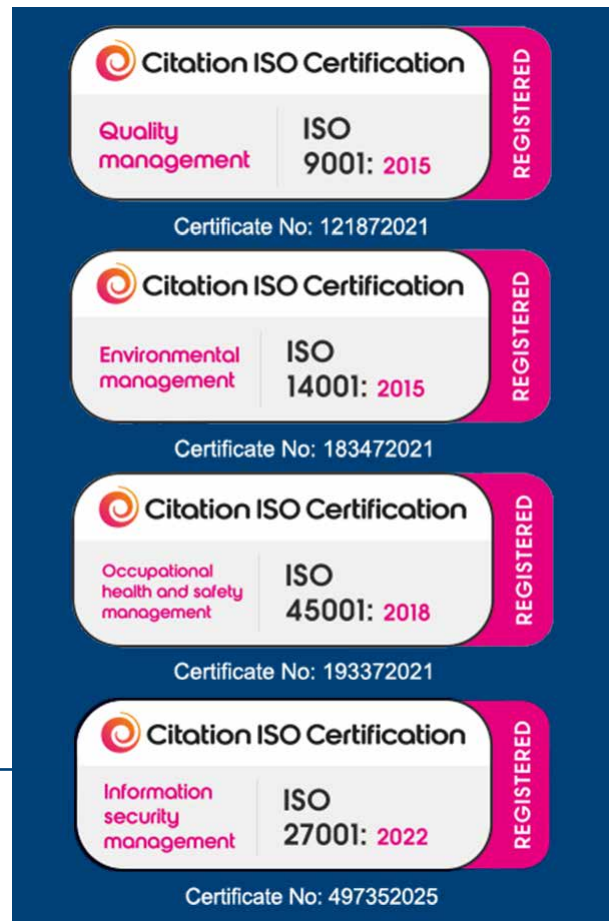 Citation ISO Certification
Quality
management
ISO
9001: 2015
REGISTERED
Certificate No: 121872021
Citation ISO Certification
Environmental
management
ISO
14001: 2015
REGISTERED
Certificate No: 183472021
Citation ISO Certification
Occupational
health and safety
management
ISO
45001: 2018
REGISTERED
Certificate No: 193372021
Citation ISO Certification
Information
security
management
ISO
27001: 2022
REGISTERED
Certificate No: 497352025